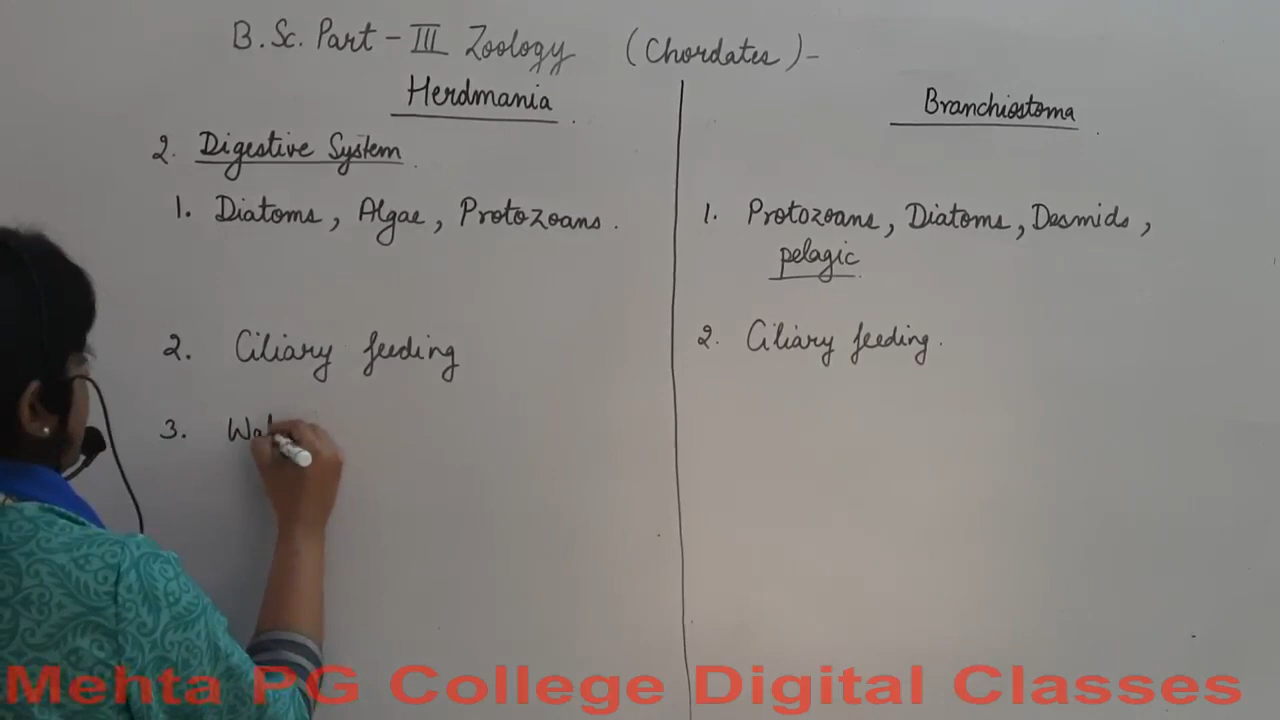 B.Sc. Part - III Zoology (Chordates) -
Herdmania
Branchiostoma
2. Digestive System
1. Diatoms, Algae, Protozoans.
1. Protozoans, Diatoms, Desmids,
pelagic
2. Ciliary feeding
2. Ciliary feeding.
3.
Mehta PG College Digital Classes